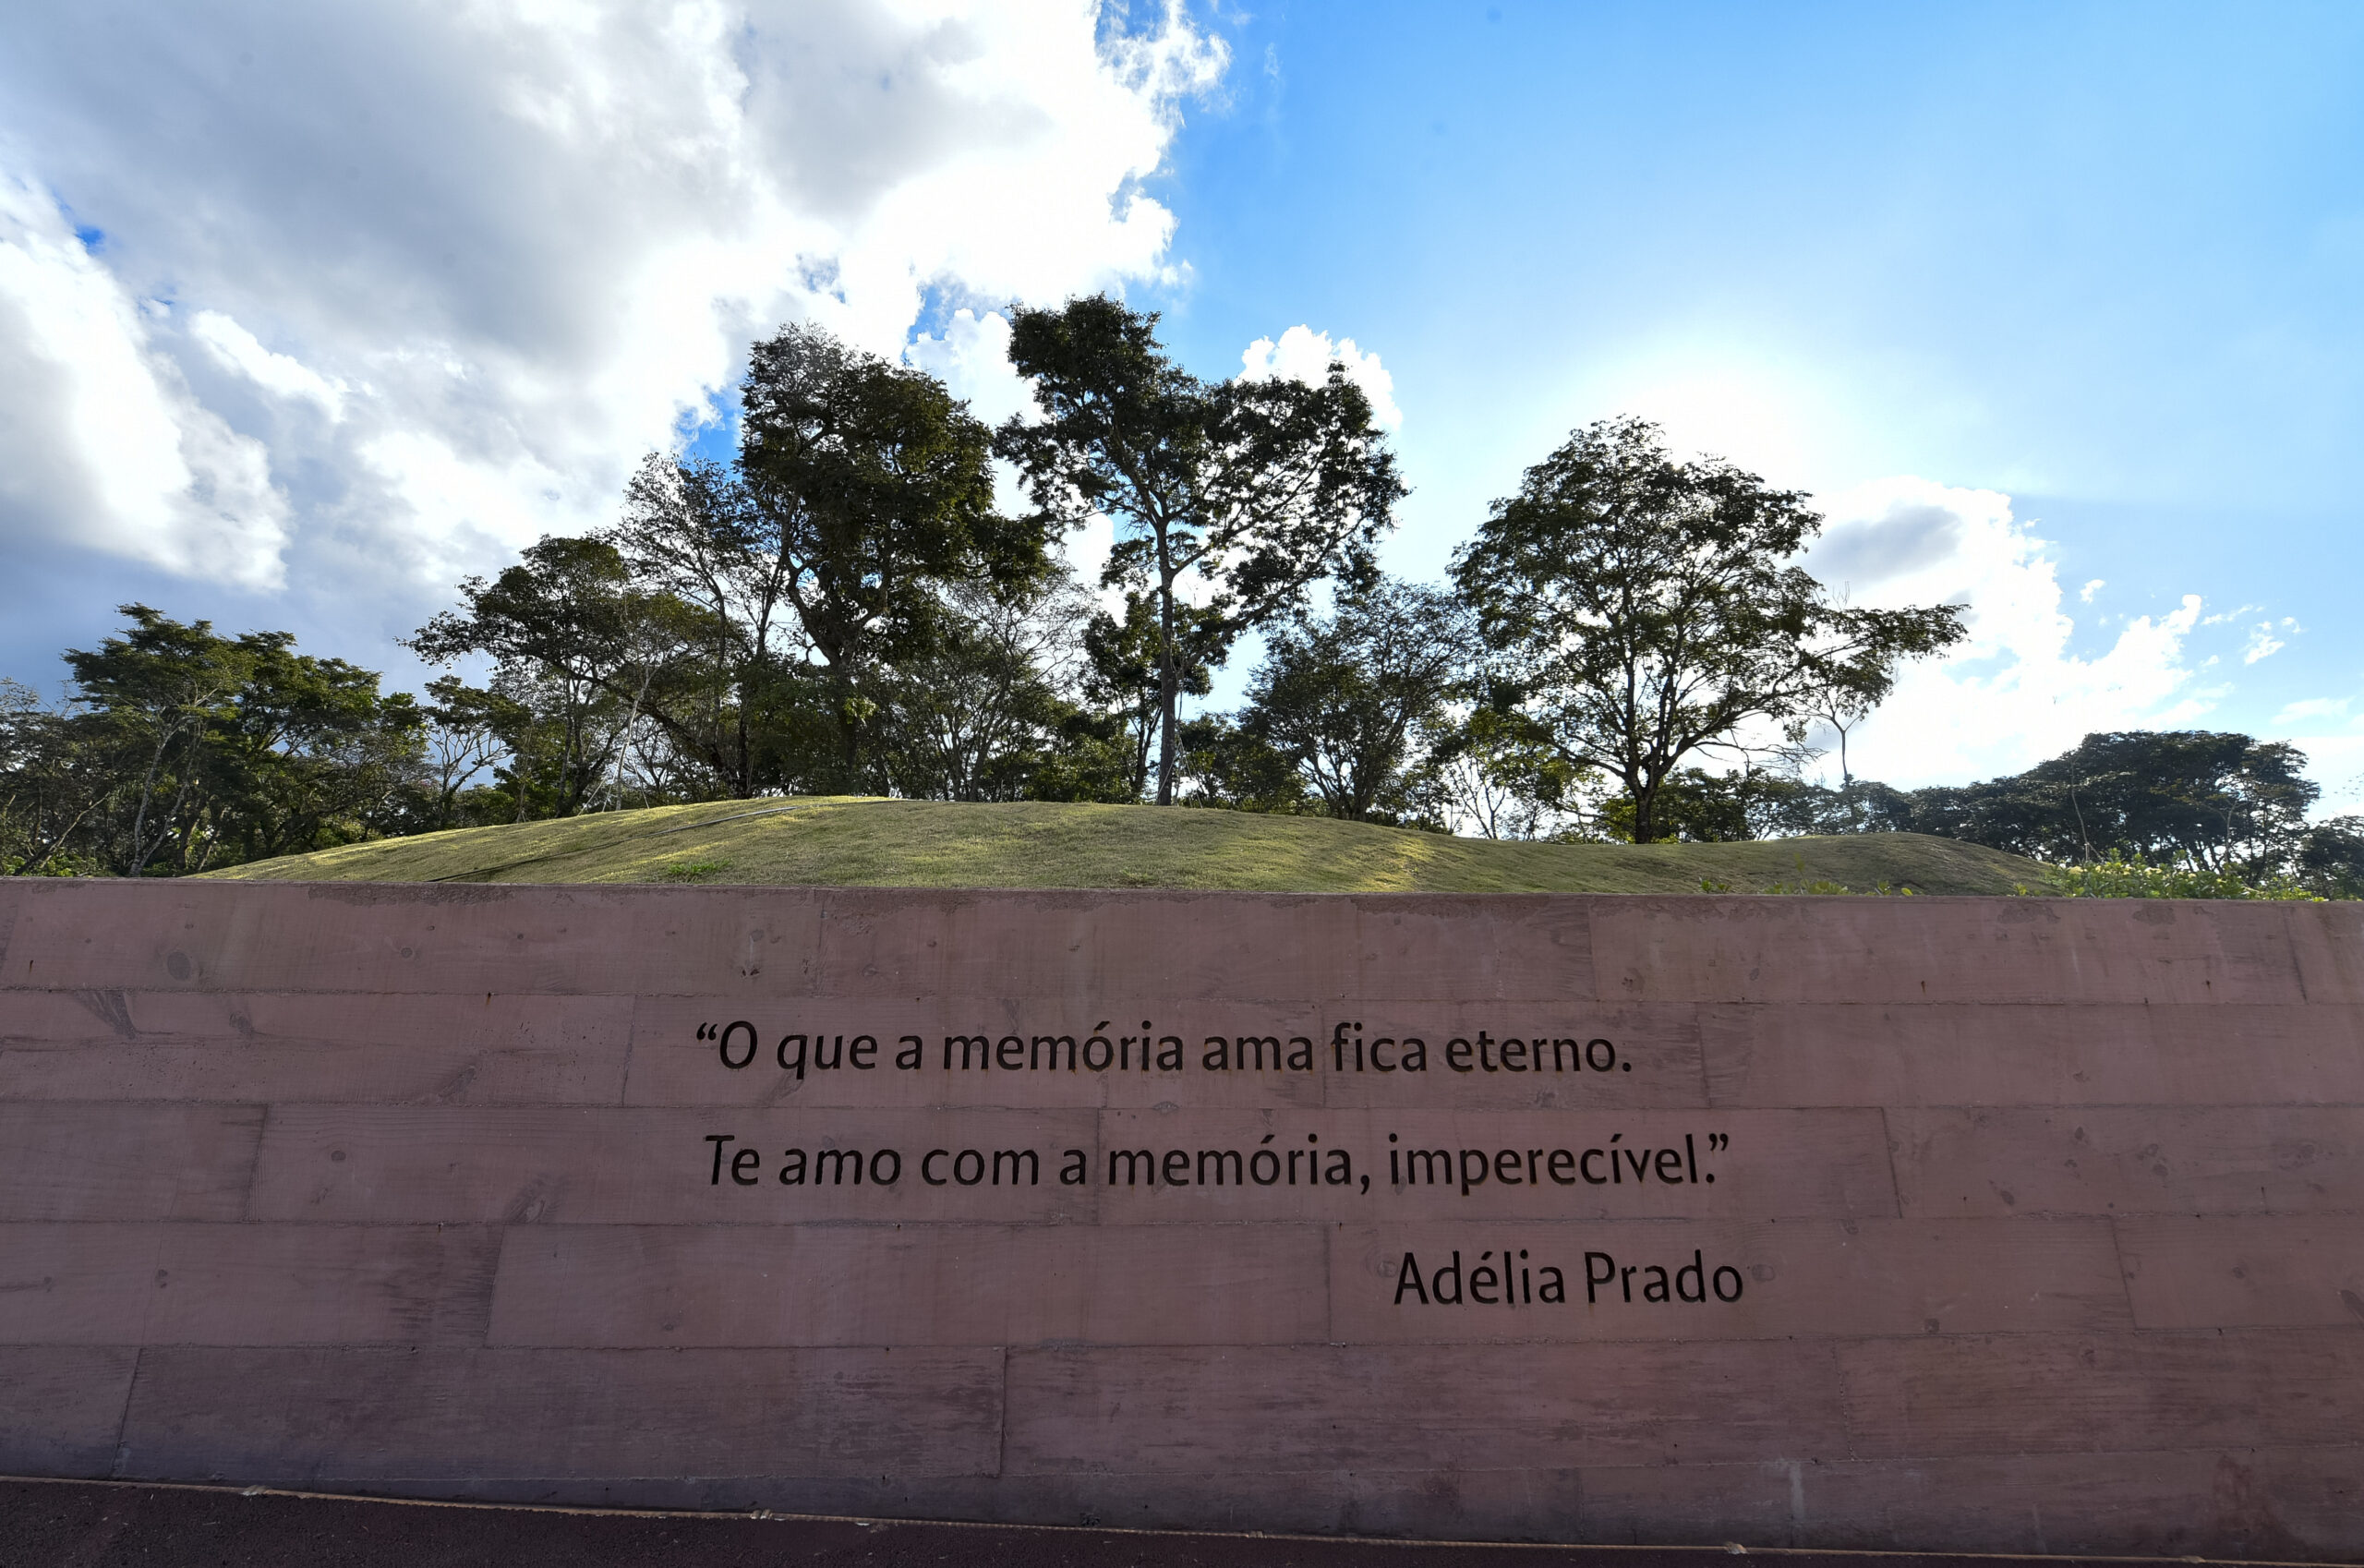 “O que a memória ama fica eterno.
Te amo com a memória, imperecível.”
Adélia Prado